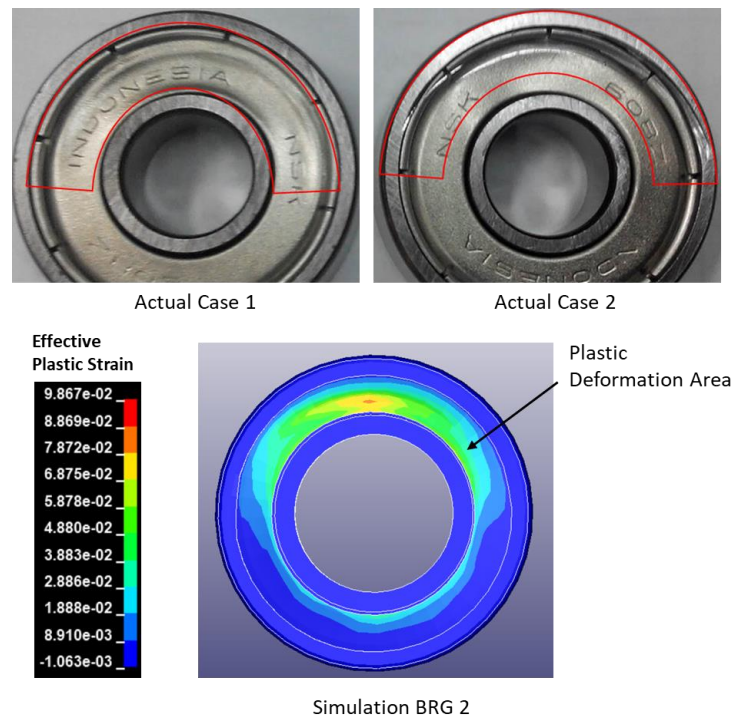 INDONESIA
NSK
NSK
608Z
NDONESIA
Actual Case 1
Actual Case 2
Effective
Plastic Strain
9.867e-02
8.869e-02
7.872e-02
6.875e-02
5.878e-02
4.880e-02
3.883e-02
2.886e-02
1.888e-02
8.910e-03
-1.063e-03
Plastic
Deformation Area
Simulation BRG 2